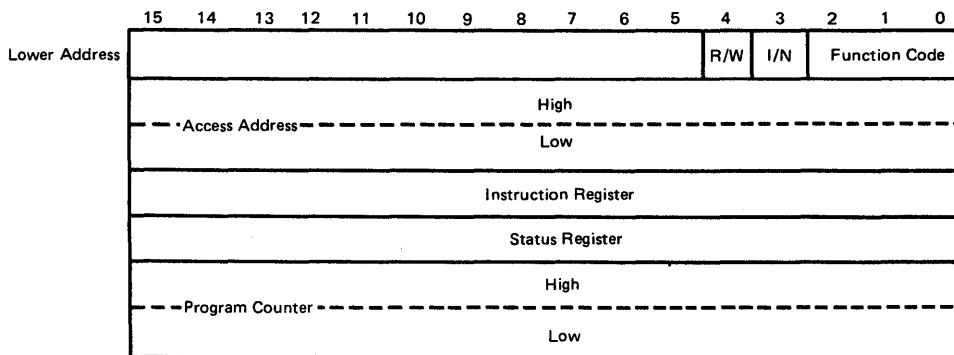 15 14 13 12 11 10 9 8 7 6 5 4 3 2 1 0
Lower Address R/W I/N Function Code
High
Access Address
Low
Instruction Register
Status Register
High
Program Counter
Low